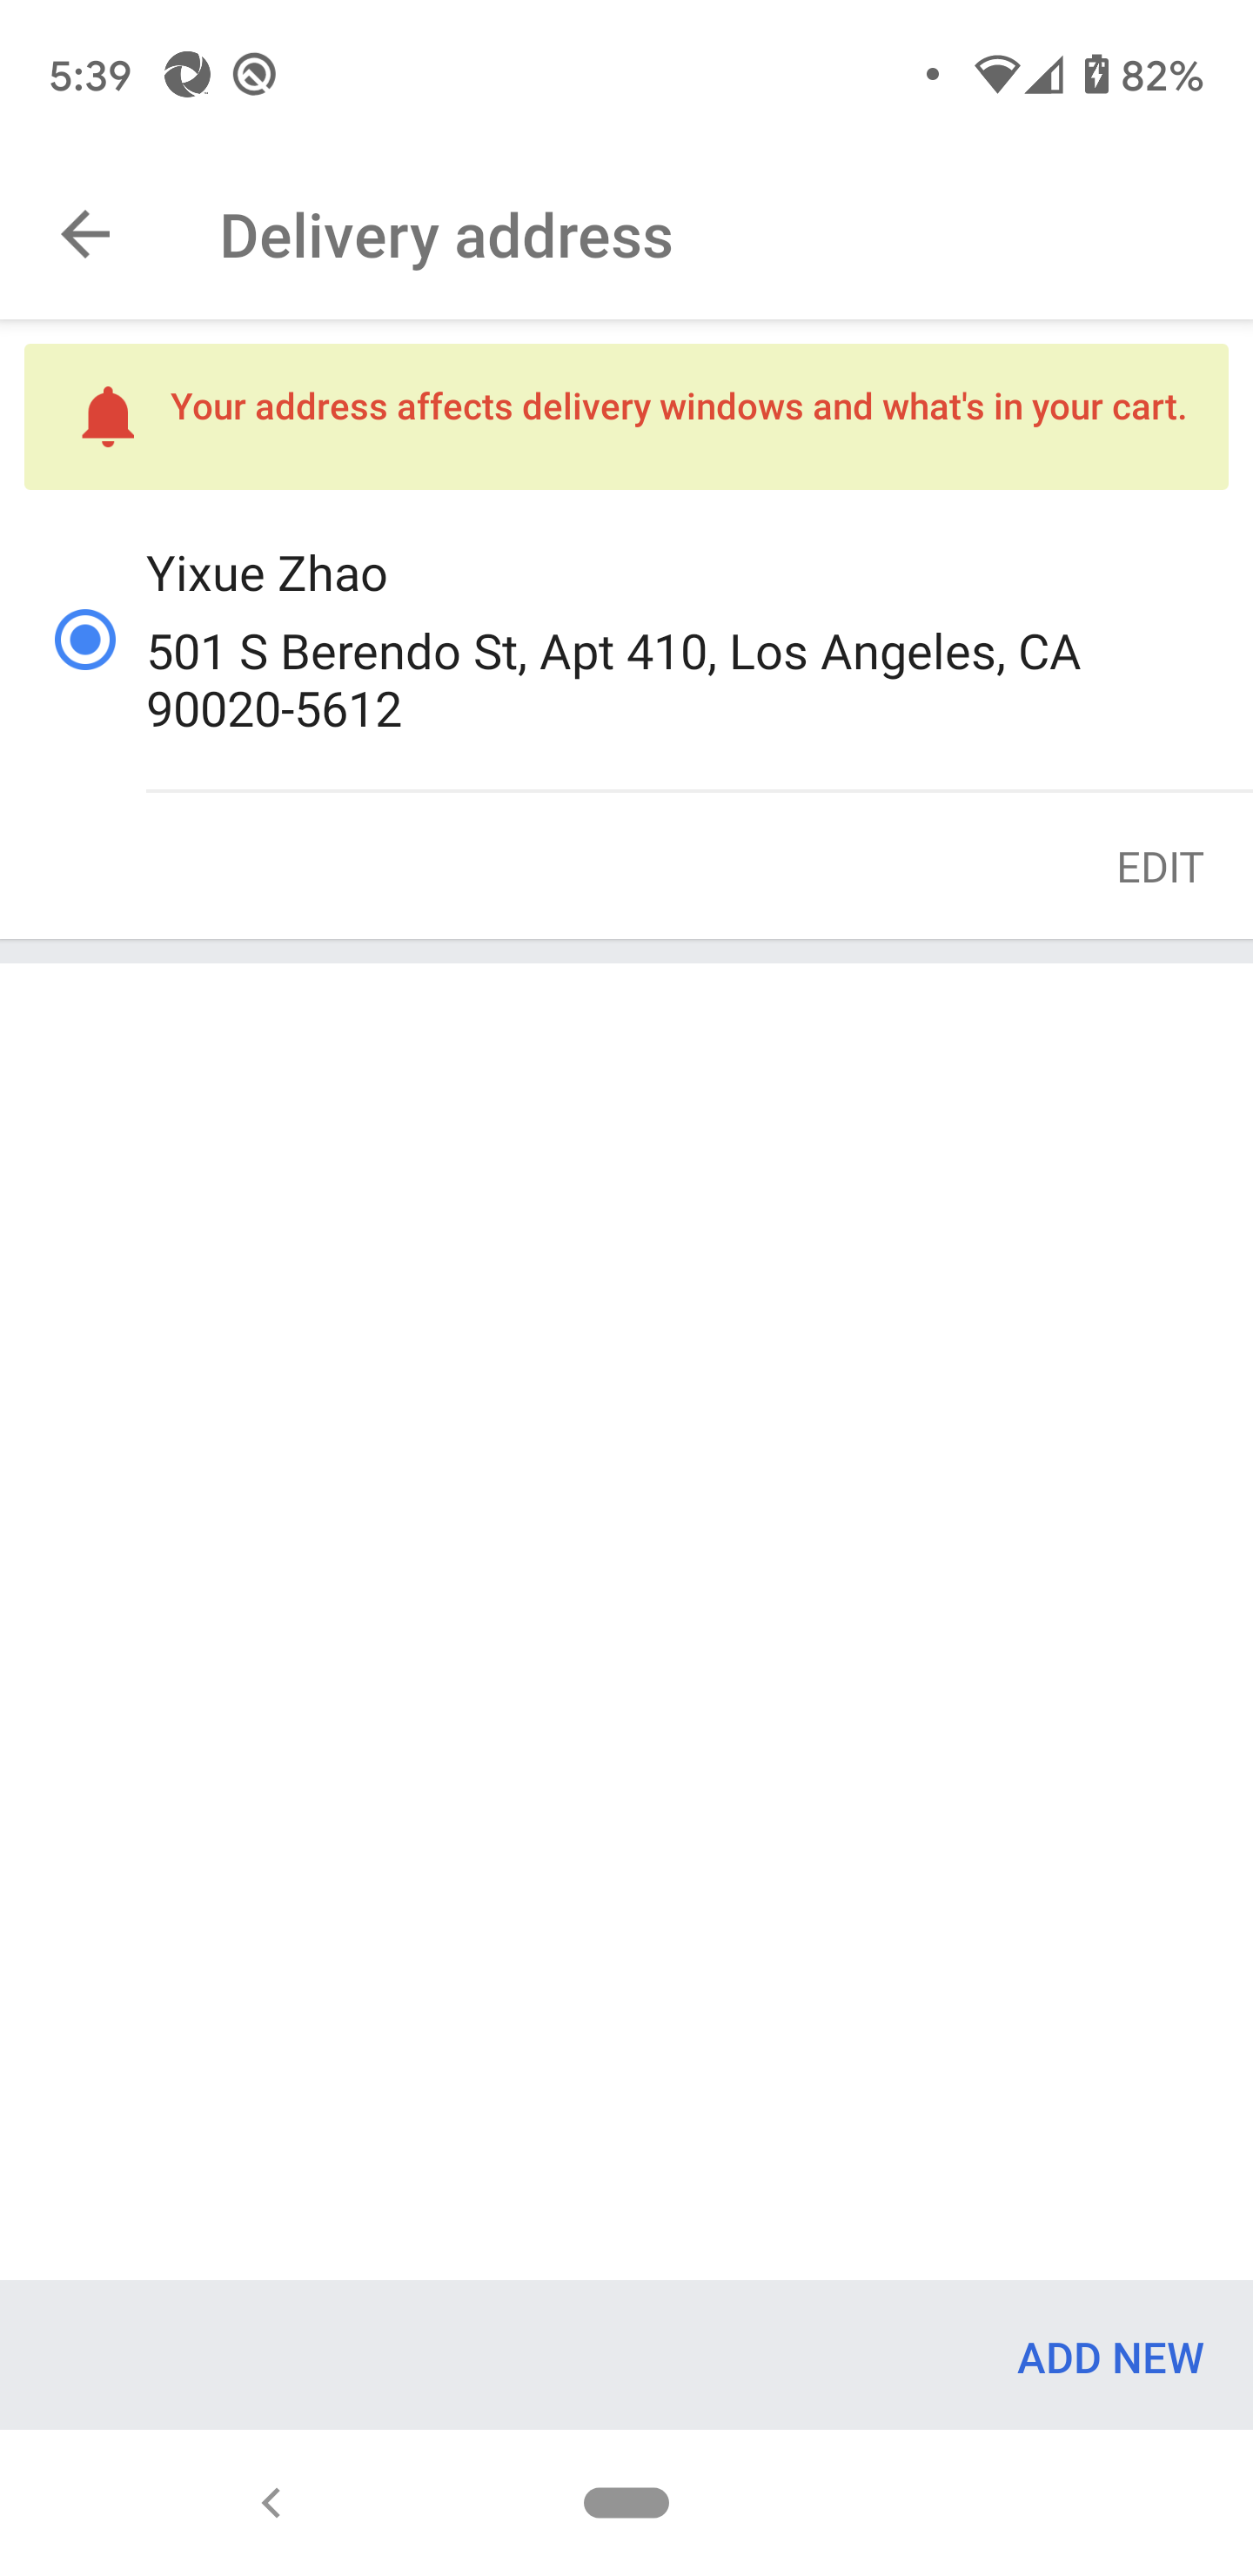 5:39
82%
Delivery address
Your address affects delivery windows and what's in your cart.
Yixue Zhao
501 S Berendo St, Apt 410, Los Angeles, CA
90020-5612
EDIT
ADD NEW